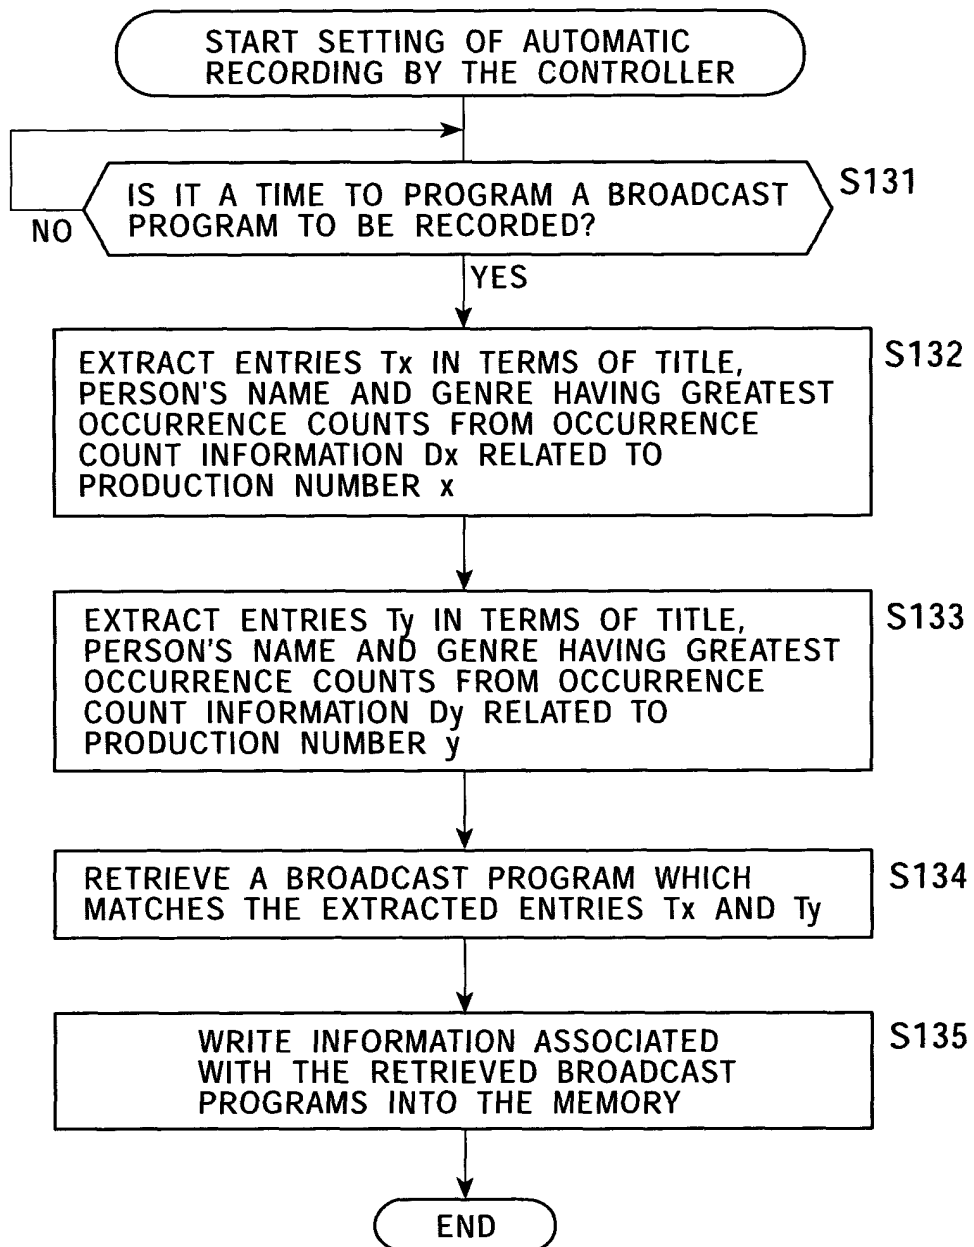 START SETTING OF AUTOMATIC
RECORDING BY THE CONTROLLER
IS IT A TIME TO PROGRAM A BROADCAST
PROGRAM TO BE RECORDED?
S131
NO
YES
EXTRACT ENTRIES Tx IN TERMS OF TITLE,
PERSON'S NAME AND GENRE HAVING GREATEST
OCCURRENCE COUNTS FROM OCCURRENCE
COUNT INFORMATION Dx RELATED TO
PRODUCTION NUMBER x
S132
EXTRACT ENTRIES Ty IN TERMS OF TITLE,
PERSON'S NAME AND GENRE HAVING GREATEST
OCCURRENCE COUNTS FROM OCCURRENCE
COUNT INFORMATION Dy RELATED TO
PRODUCTION NUMBER y
S133
RETRIEVE A BROADCAST PROGRAM WHICH
MATCHES THE EXTRACTED ENTRIES Tx AND Ty
S134
WRITE INFORMATION ASSOCIATED
WITH THE RETRIEVED BROADCAST
PROGRAMS INTO THE MEMORY
S135
END